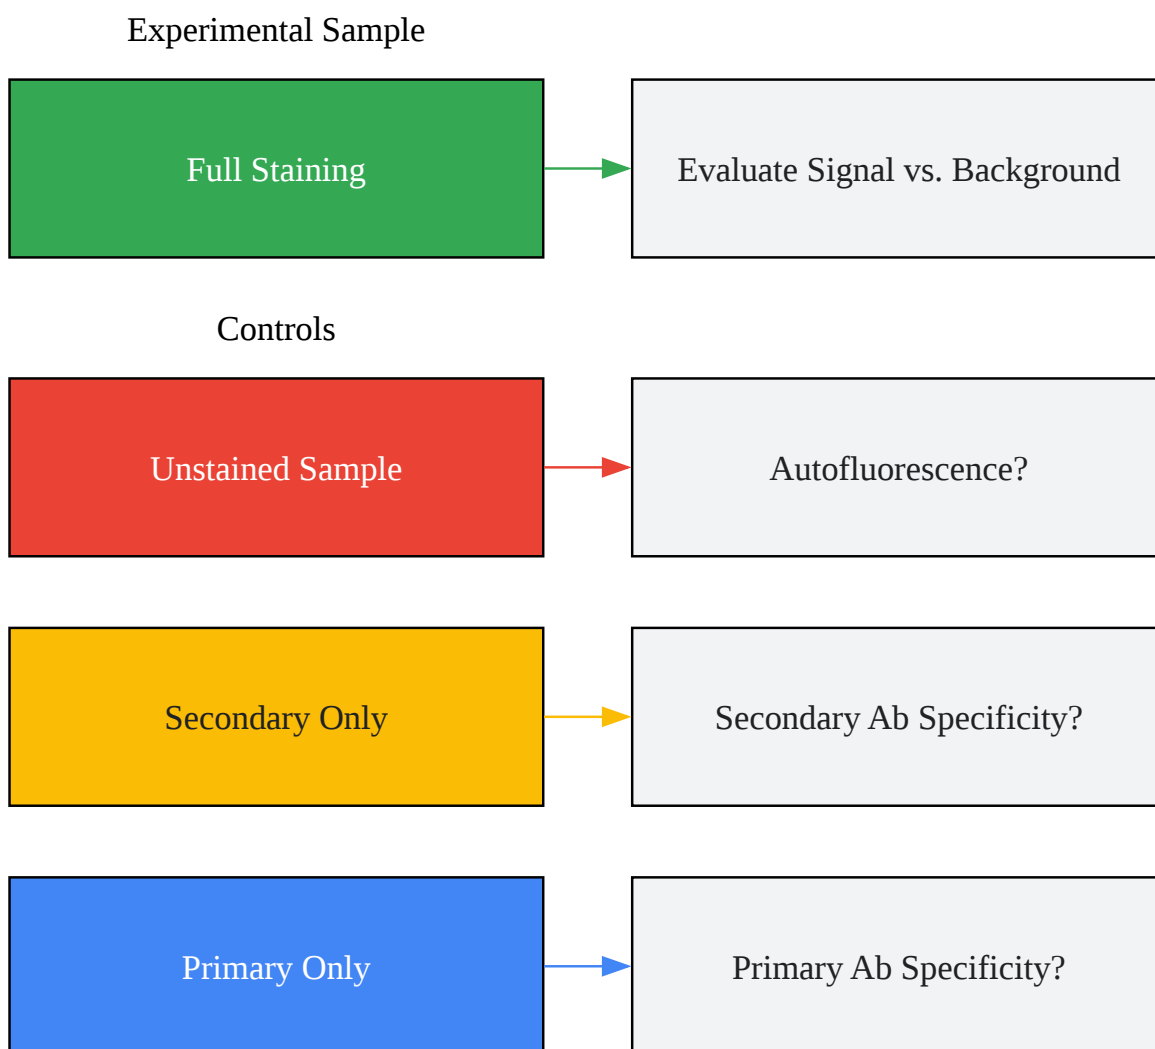 Experimental Sample
Full Staining
Evaluate Signal vs. Background
Controls
Unstained Sample
Autofluorescence?
Secondary Only
Secondary Ab Specificity?
Primary Only
Primary Ab Specificity?